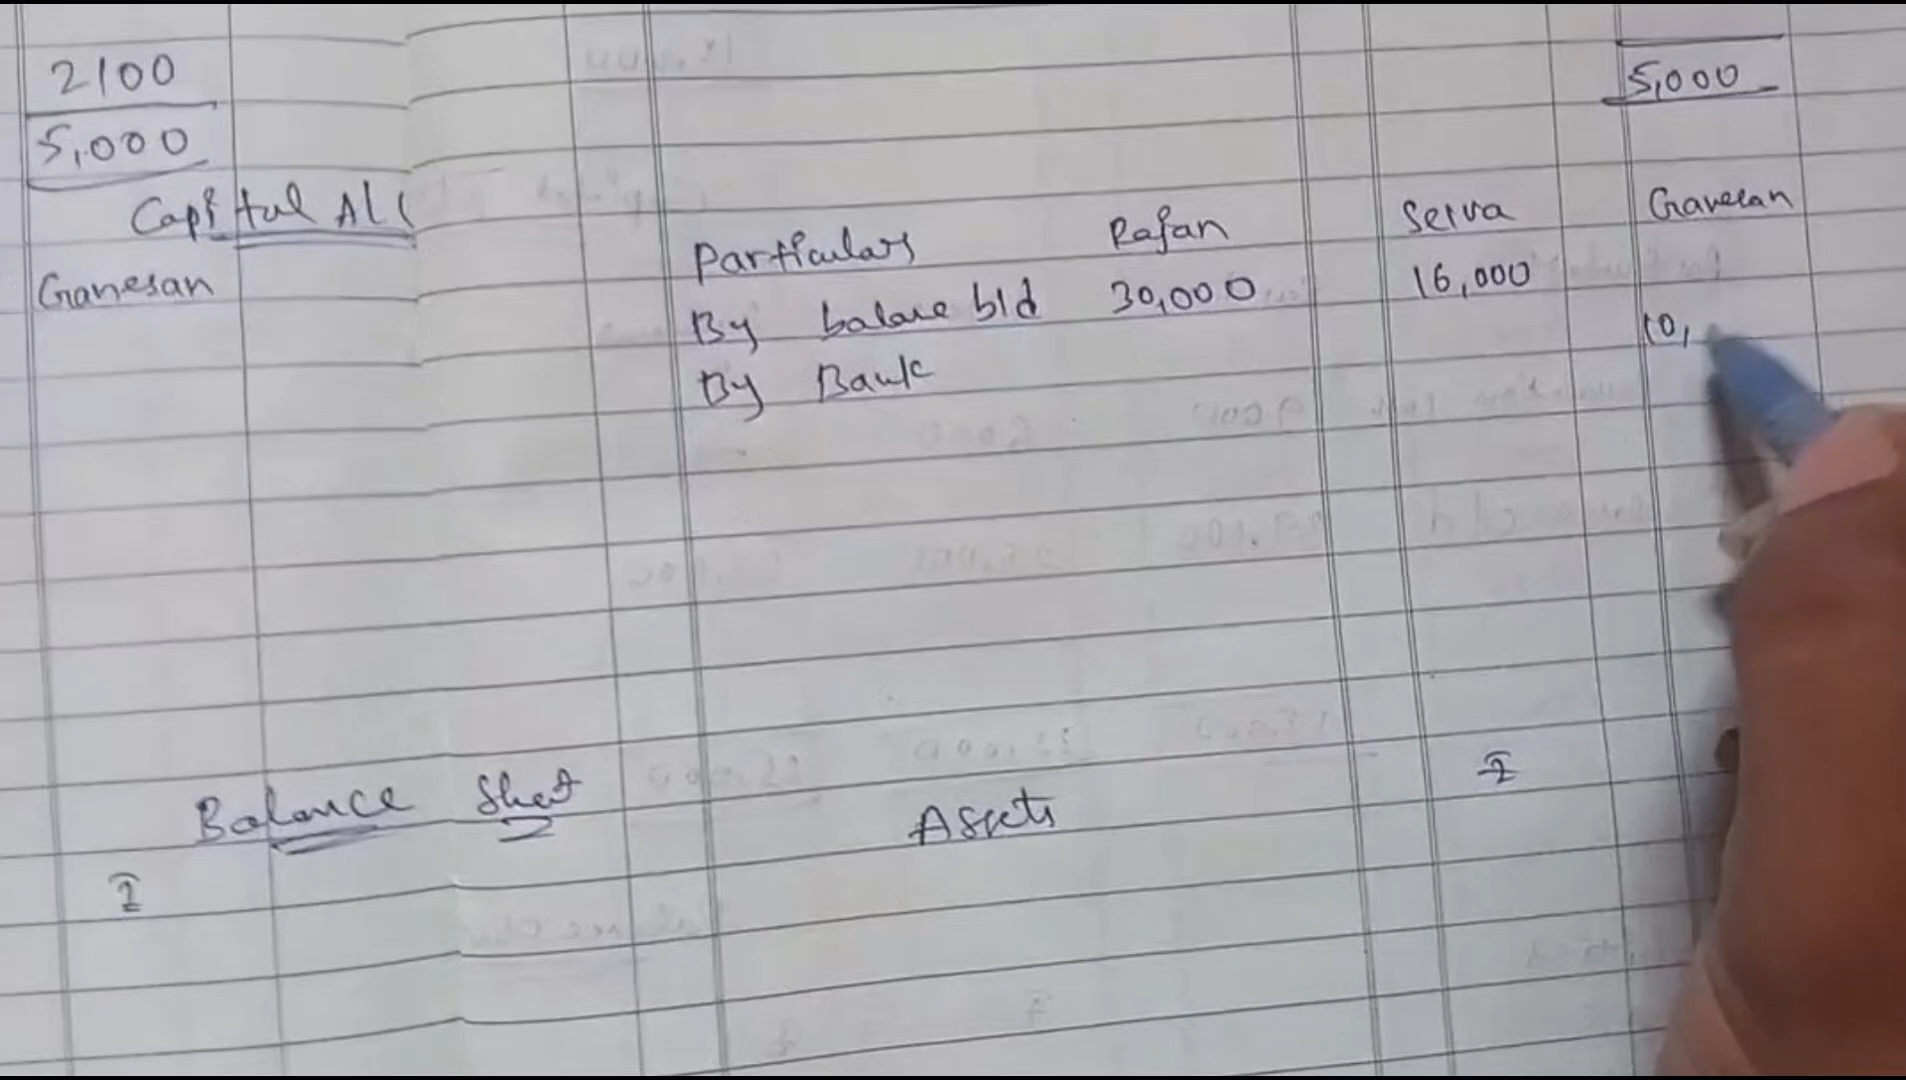 2100
5,000
5,000
Capital A/c
Ganesan
Particulars Rajan Selva Ganesan
By balance b/d 30,000 16,000
By Bank 10,
Balance Sheet
₹ Assets ₹